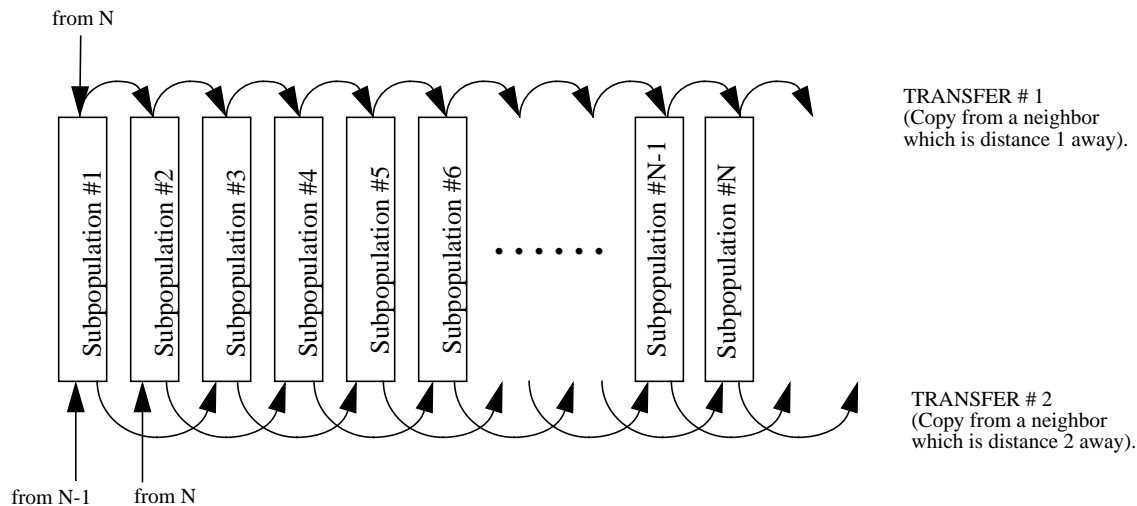 from N
TRANSFER # 1
(Copy from a neighbor
which is distance 1 away).
Subpopulation #1
Subpopulation #2
Subpopulation #3
Subpopulation #4
Subpopulation #5
Subpopulation #6
......
Subpopulation #N-1
Subpopulation #N
TRANSFER # 2
(Copy from a neighbor
which is distance 2 away).
from N-1
from N